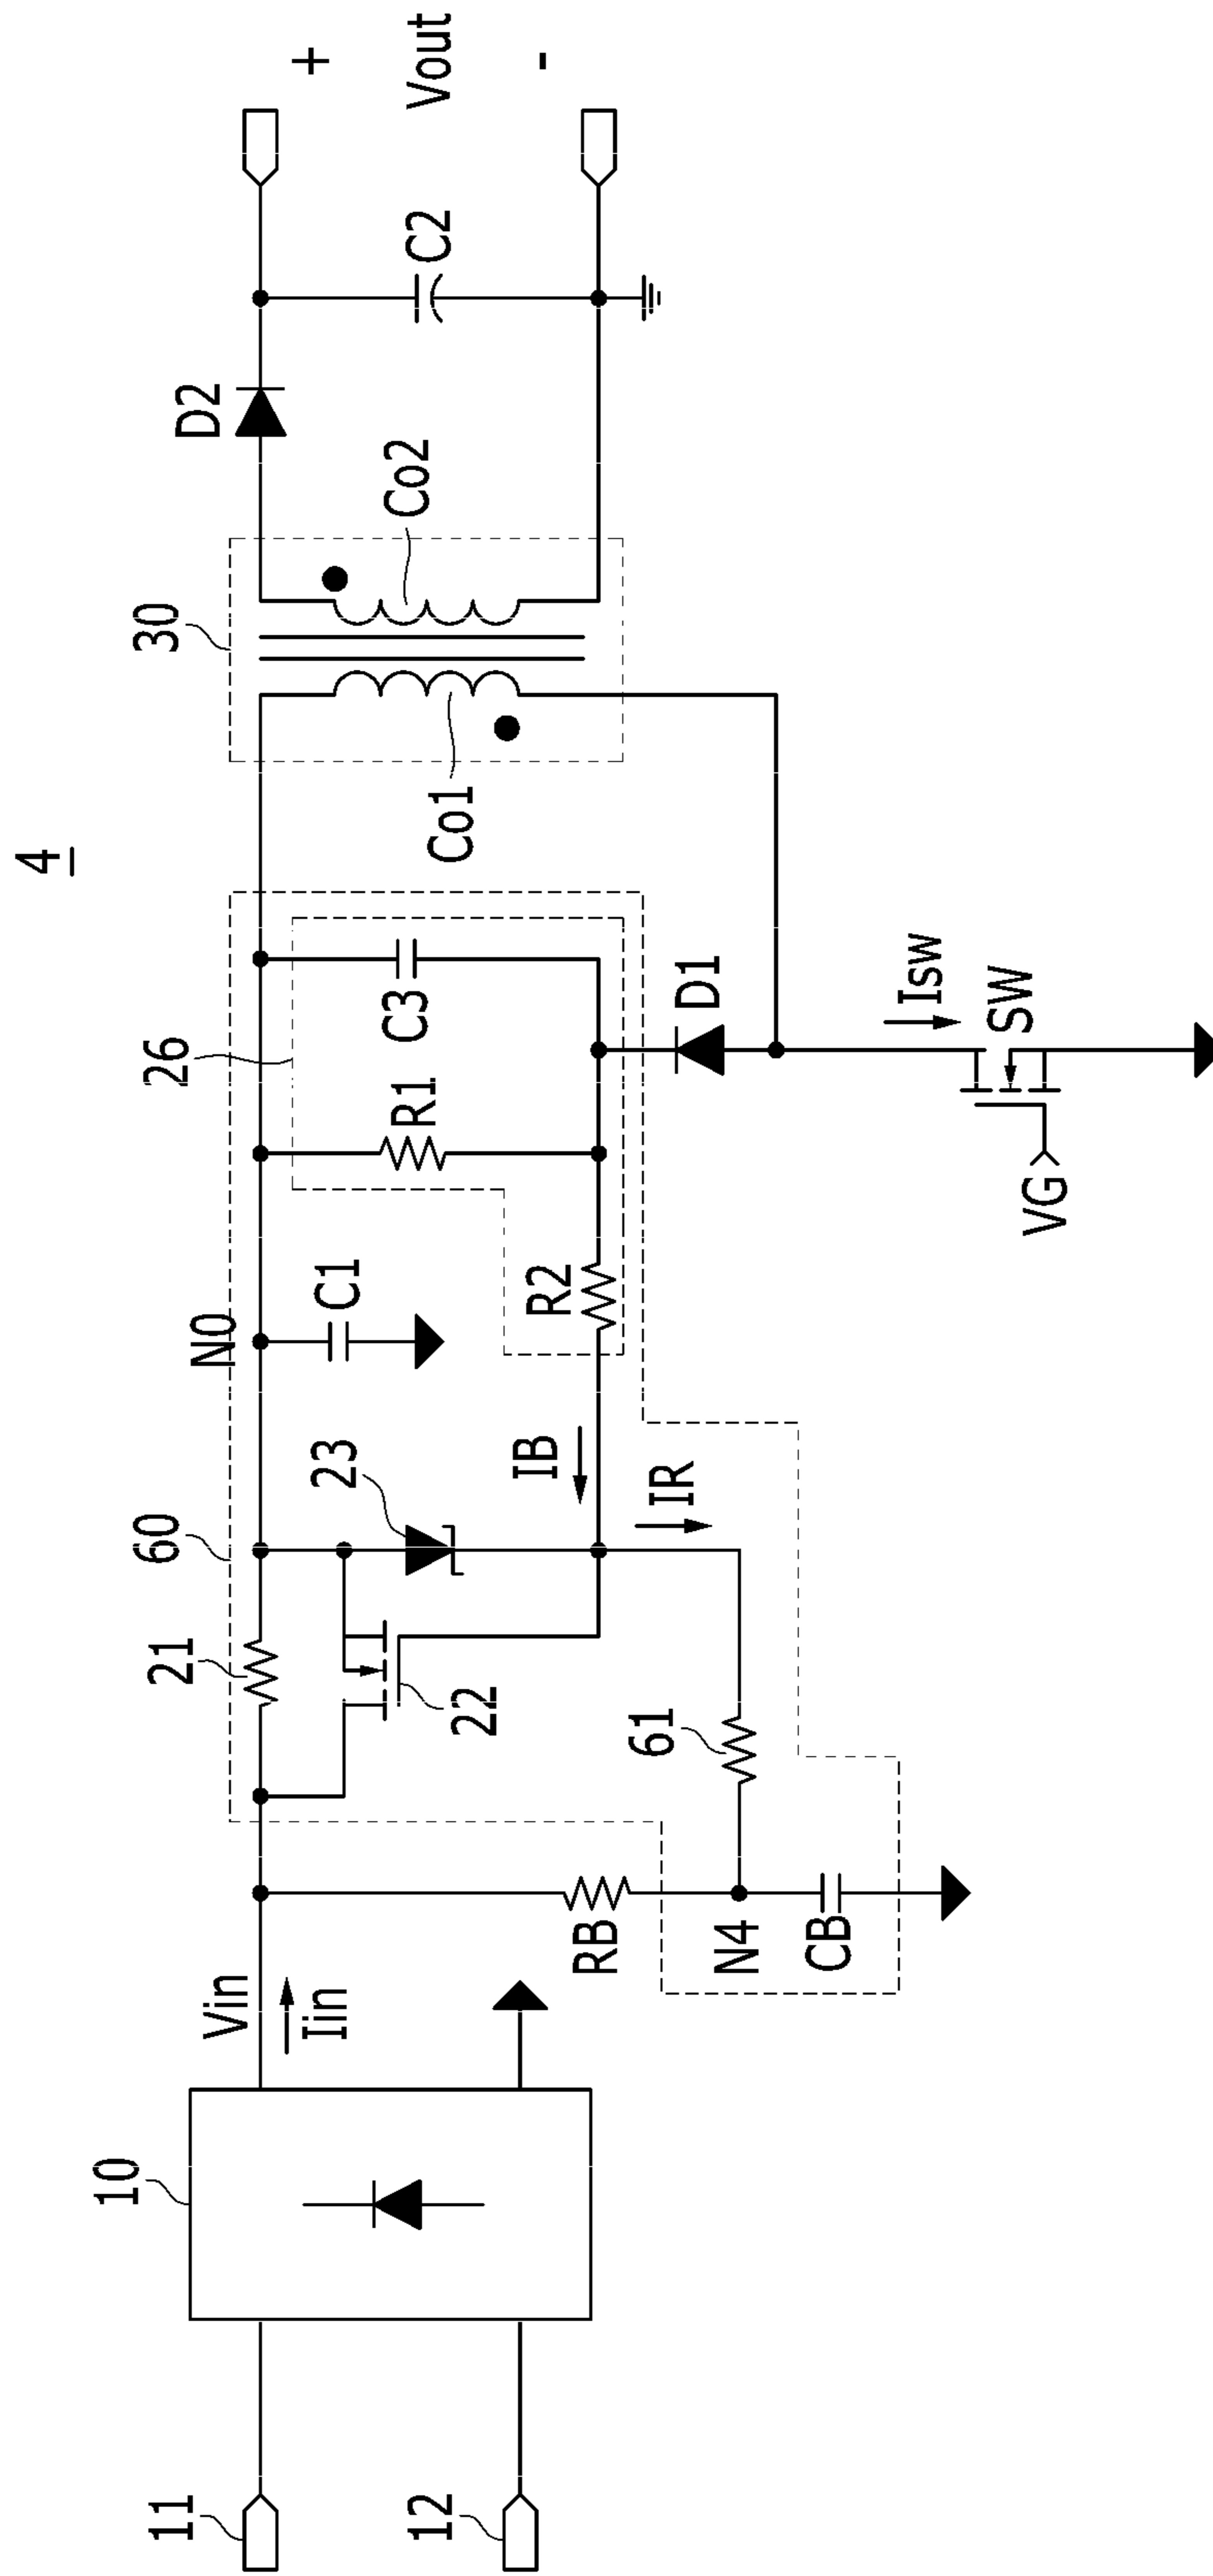 4
11
12
10
Vin
Iin
RB
N4
CB
60
21
22
23
61
IB
IR
N0
C1
R2
26
R1
C3
D1
Isw
SW
VG
30
Co1
Co2
D2
C2
+
Vout
-